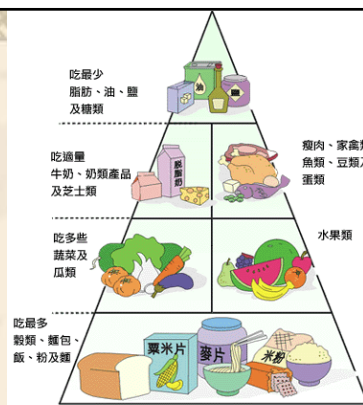 吃最少
脂肪、油、鹽
及糖類
油
鹽
吃適量
牛奶、奶類產品
及芝士類
脫脂奶
瘦肉、家禽
魚類、豆類及
蛋類
吃多些
蔬菜及
瓜類
水果類
吃最多
穀類、麵包、
飯、粉及麵
粟米片
麥片
米粉